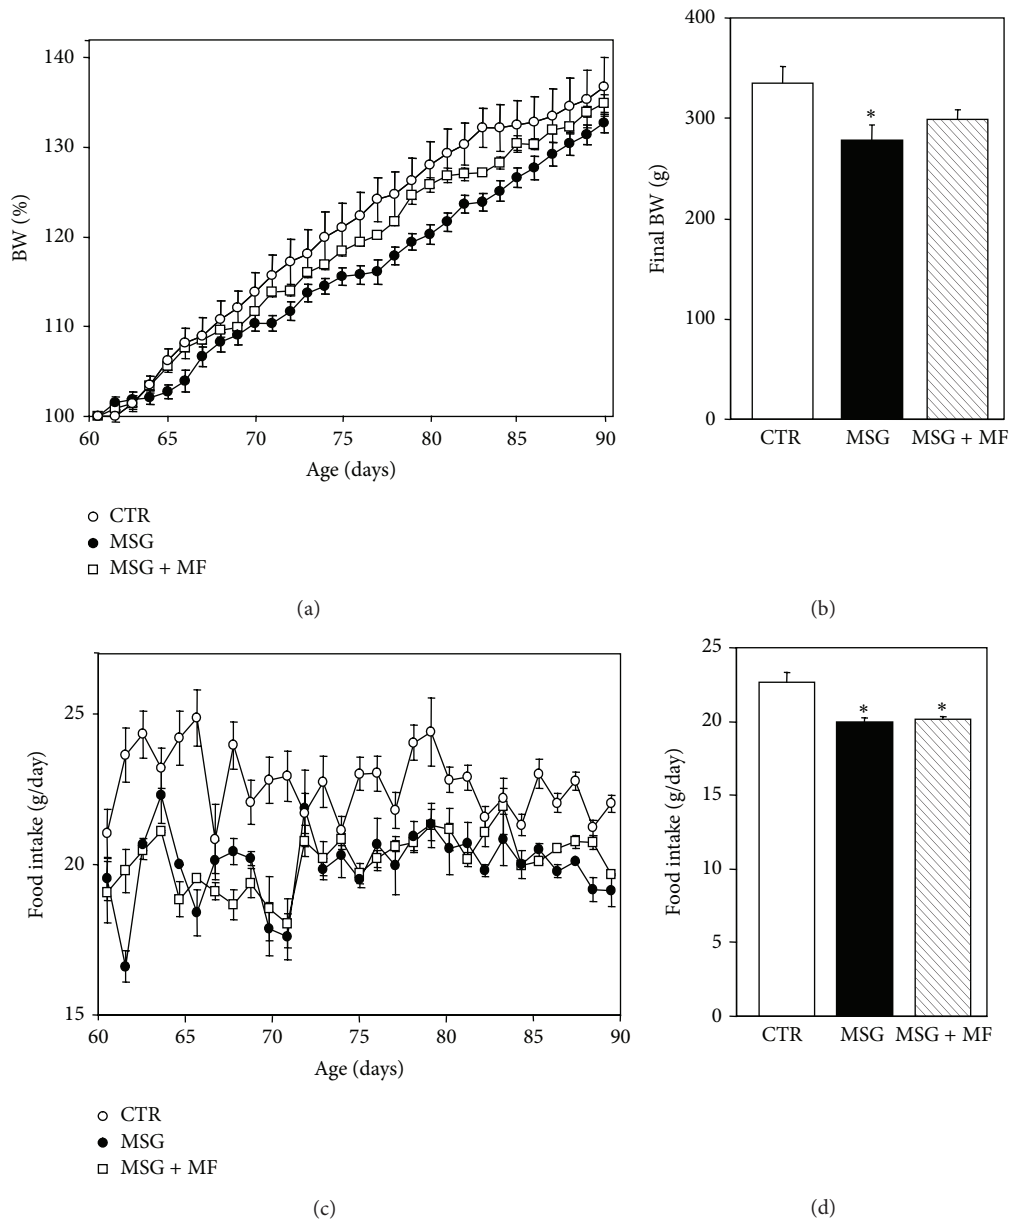 140
130
120
110
100
BW (%)
60
65
70
75
80
85
90
Age (days)
CTR
MSG
MSG + MF
(a)
400
300
200
100
0
Final BW (g)
*
CTR
MSG
MSG + MF
(b)
25
20
15
Food intake (g/day)
60
65
70
75
80
85
90
Age (days)
CTR
MSG
MSG + MF
(c)
25
20
15
10
5
0
Food intake (g/day)
*
*
CTR
MSG
MSG + MF
(d)